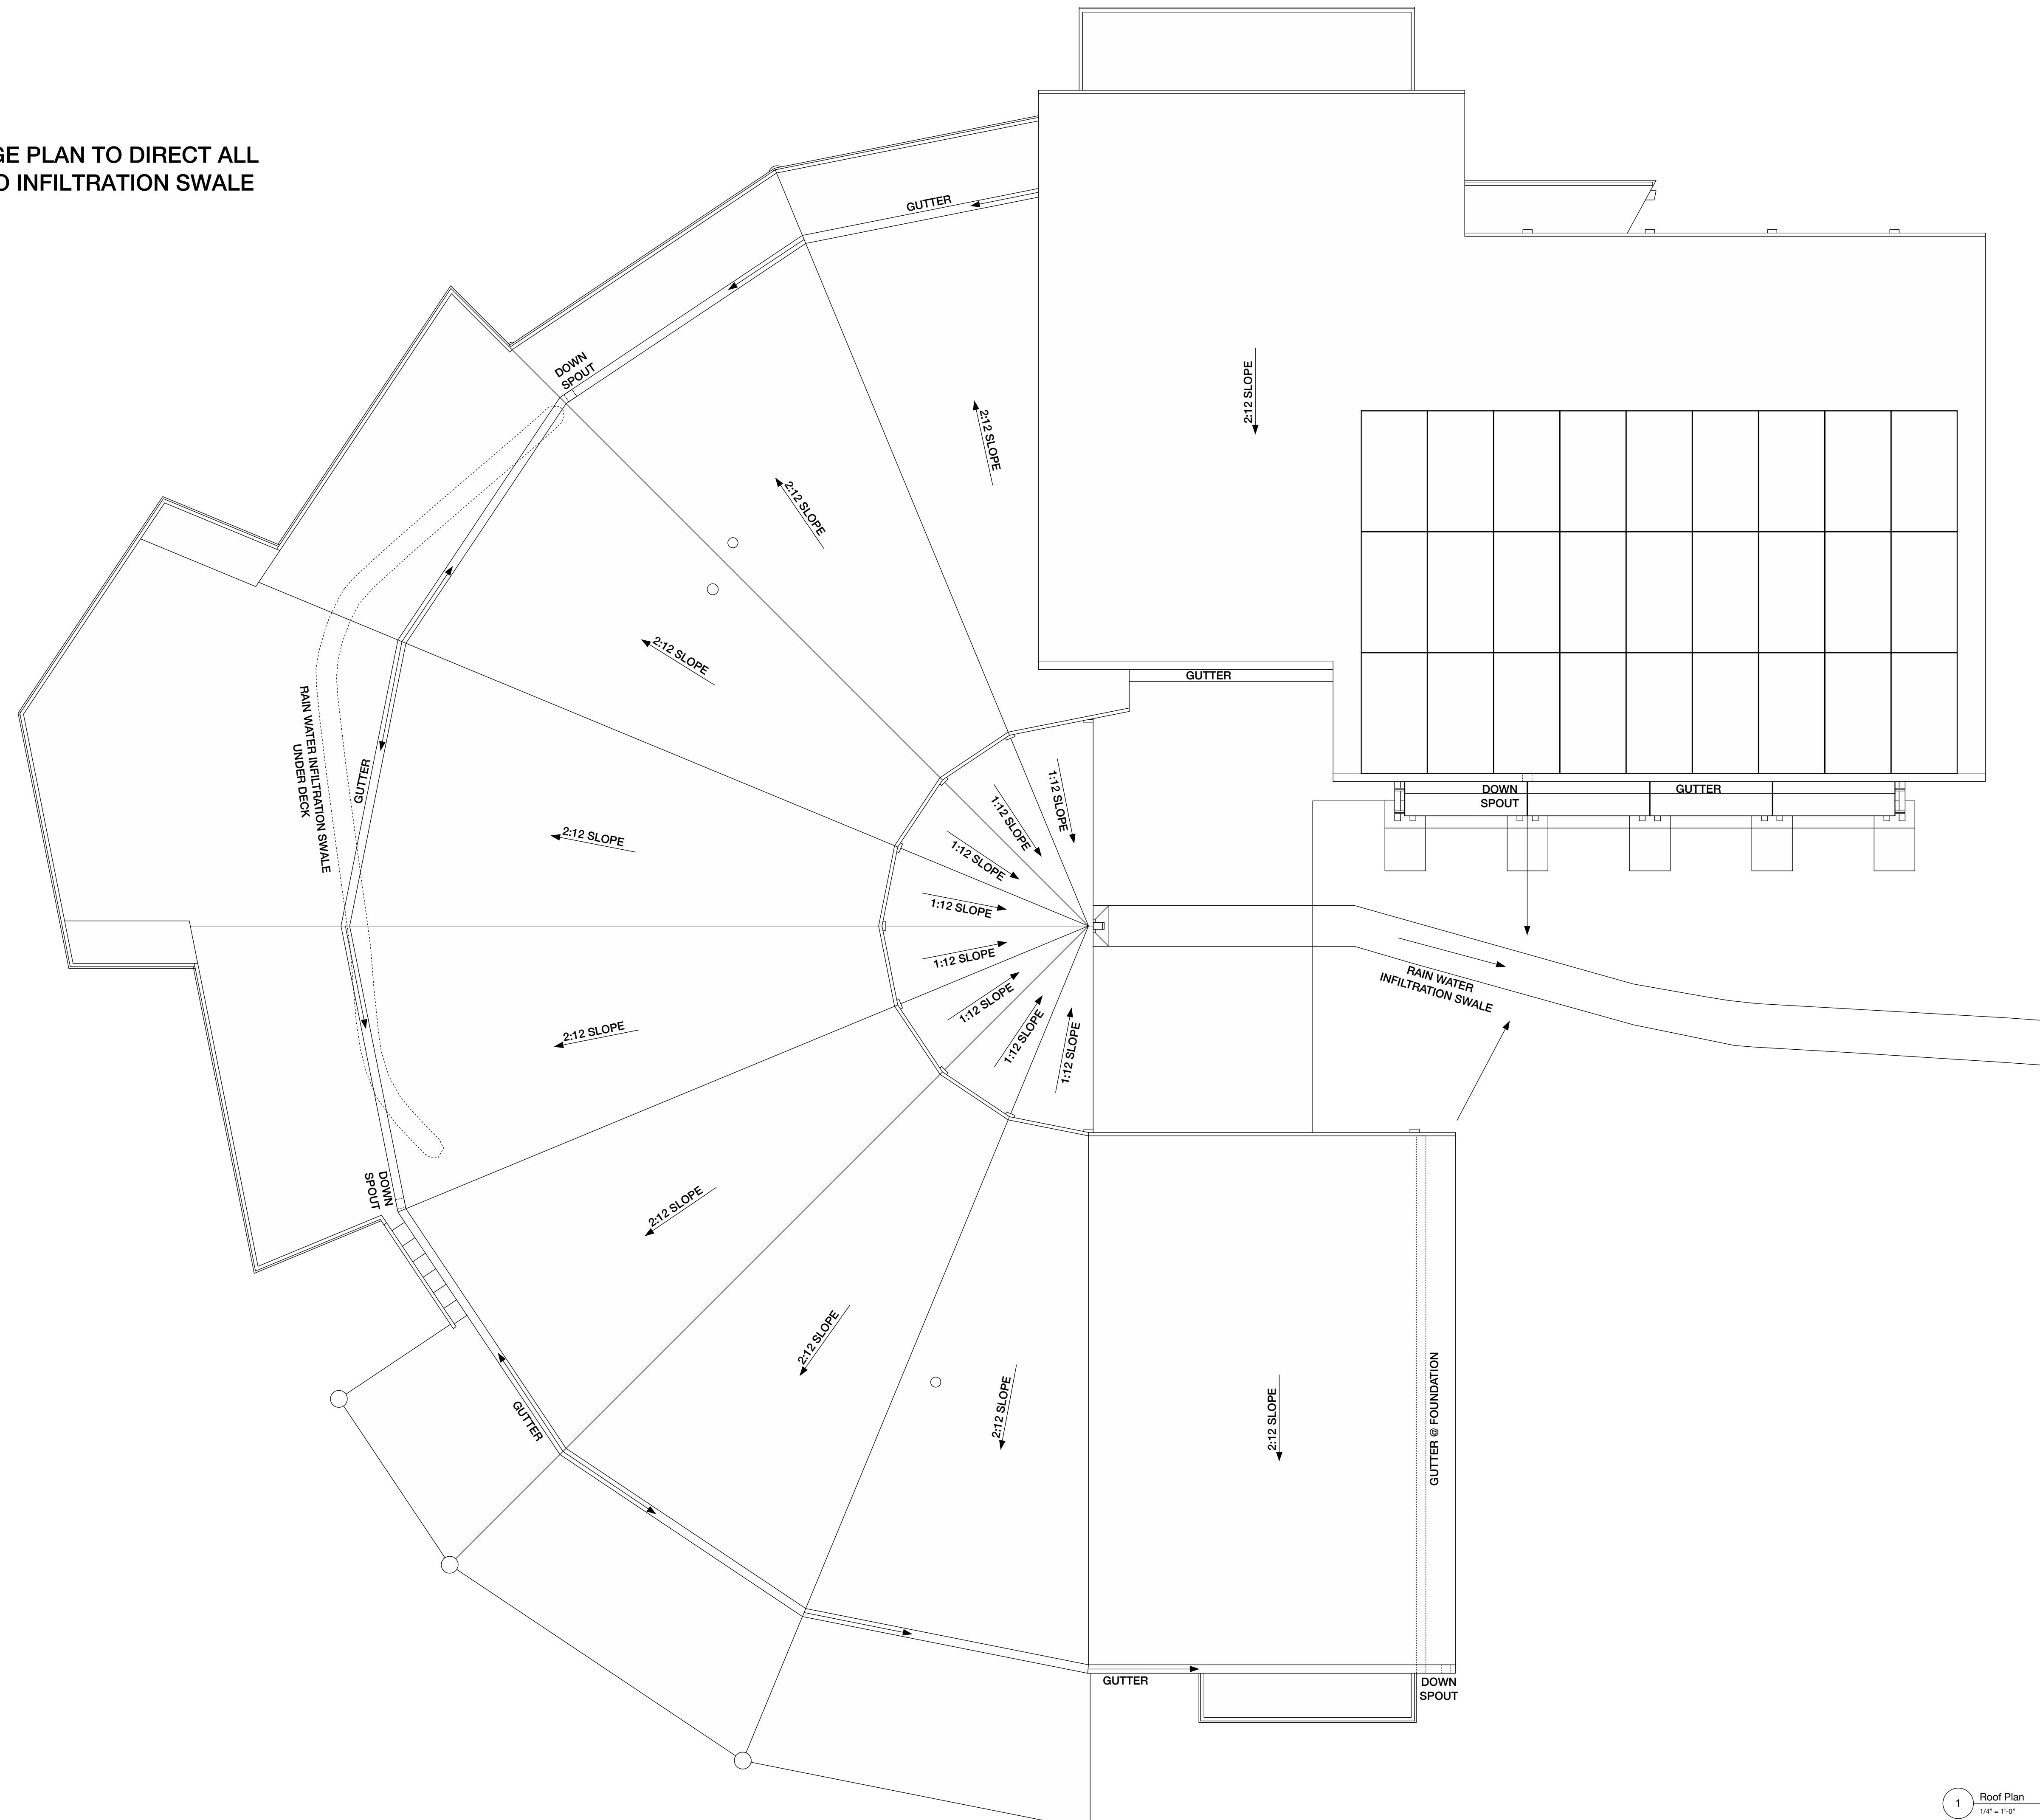 GE PLAN TO DIRECT ALL
O INFILTRATION SWALE
GUTTER
DOWN
SPOUT
2:12 SLOPE
2:12 SLOPE
2:12 SLOPE
2:12 SLOPE
GUTTER
RAIN WATER INFILTRATION SWALE
UNDER DECK
GUTTER
2:12 SLOPE
1:12 SLOPE
1:12 SLOPE
1:12 SLOPE
1:12 SLOPE
DOWN
SPOUT
GUTTER
1:12 SLOPE
1:12 SLOPE
1:12 SLOPE
1:12 SLOPE
RAIN WATER
INFILTRATION SWALE
2:12 SLOPE
DOWN
SPOUT
2:12 SLOPE
2:12 SLOPE
2:12 SLOPE
2:12 SLOPE
GUTTER
GUTTER @ FOUNDATION
GUTTER
DOWN
SPOUT
1
Roof Plan
1/4" = 1'-0"